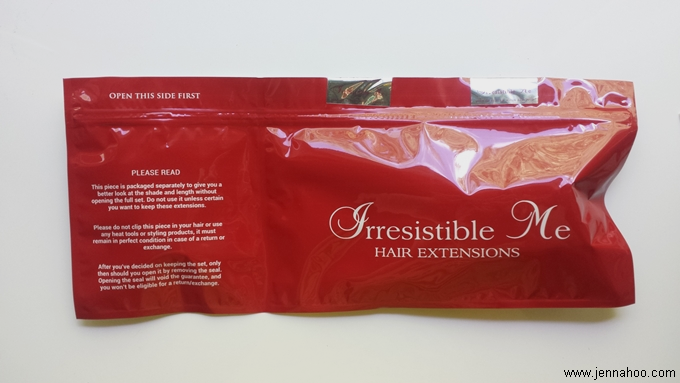 OPEN THIS SIDE FIRST
PLEASE READ
This piece is packaged separately to give you a
better look at the shade and length without
opening the full set. Do not use it unless certain
you want to keep these extensions.
Please do not clip this piece in your hair or use
any heat tools or styling products, it must
remain in perfect condition in case of a return or
exchange.
After you've decided on keeping the set, only
then should you open it by removing the seal.
Opening the seal will void the guarantee, and
you won't be eligible for a return/exchange.
Irresistible Me
HAIR EXTENSIONS
www.jennahoo.com